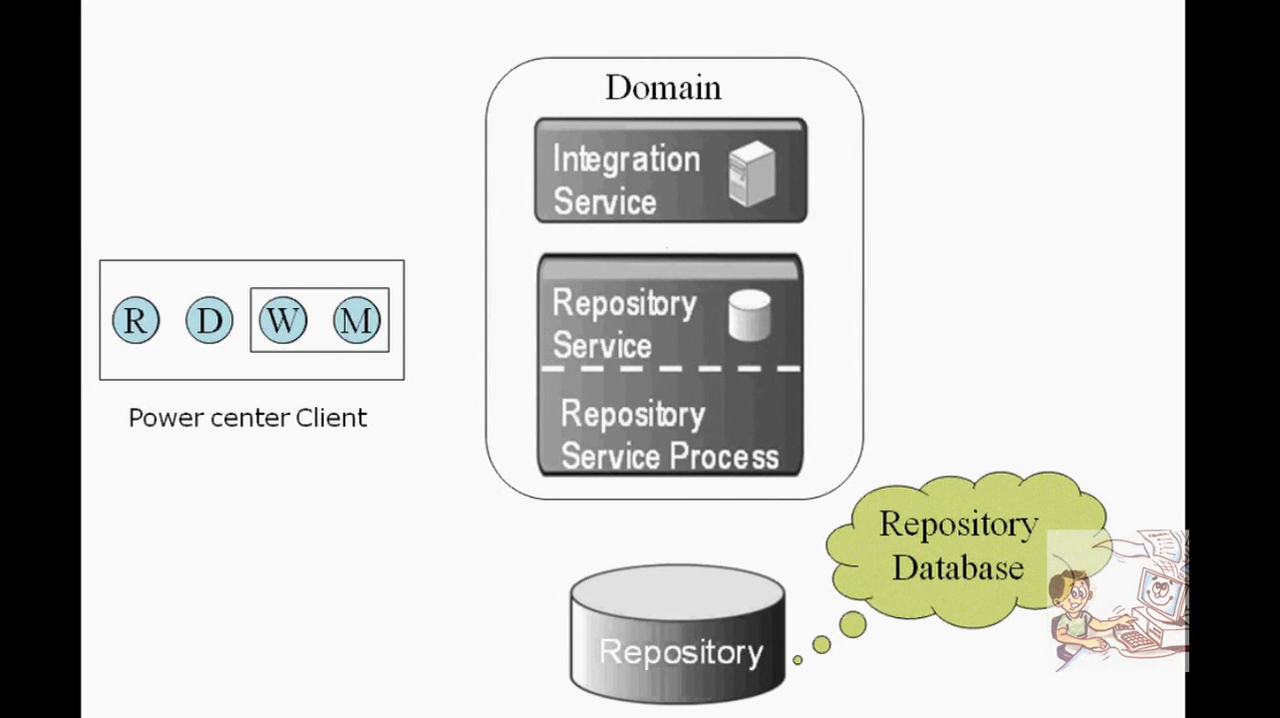 Domain
Integration
Service
Repository
Service
Repository
Service Process
R D W M
Power center Client
Repository
Database
Repository